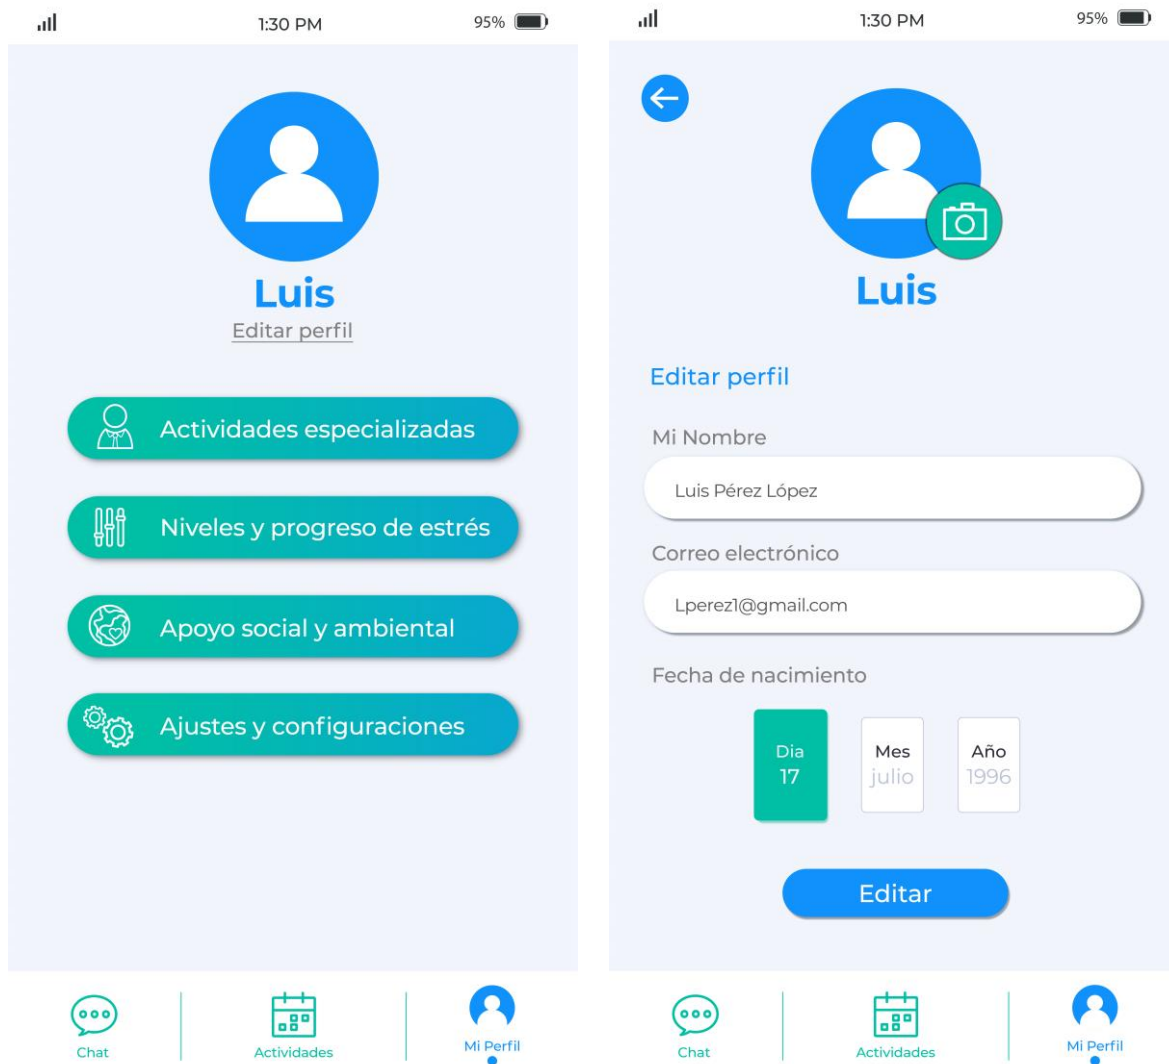 1:30 PM
95%
Luis
Editar perfil
Actividades especializadas
Niveles y progreso de estrés
Apoyo social y ambiental
Ajustes y configuraciones
Chat
Actividades
Mi Perfil
1:30 PM
95%
Luis
Editar perfil
Mi Nombre
Luis Pérez López
Correo electrónico
Lperez1@gmail.com
Fecha de nacimiento
Dia
17
Mes
julio
Año
1996
Editar
Chat
Actividades
Mi Perfil